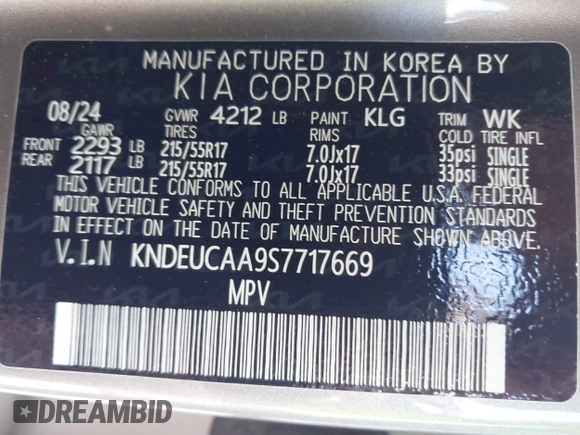 MANUFACTURED IN KOREA BY
KIA CORPORATION
08/24 GVWR 4212 LB PAINT KLG TRIM WK
GAWR TIRES RIMS COLD TIRE INFL
FRONT 2293 LB 215/55R17 7.0Jx17 35psi SINGLE
REAR 2117 LB 215/55R17 7.0Jx17 33psi SINGLE
THIS VEHICLE CONFORMS TO ALL APPLICABLE U.S.A. FEDERAL
MOTOR VEHICLE SAFETY AND THEFT PREVENTION STANDARDS
IN EFFECT ON THE DATE OF MANUFACTURE SHOWN ABOVE.
V.I.N KNDEUCAA9S7717669
MPV
DREAMBID